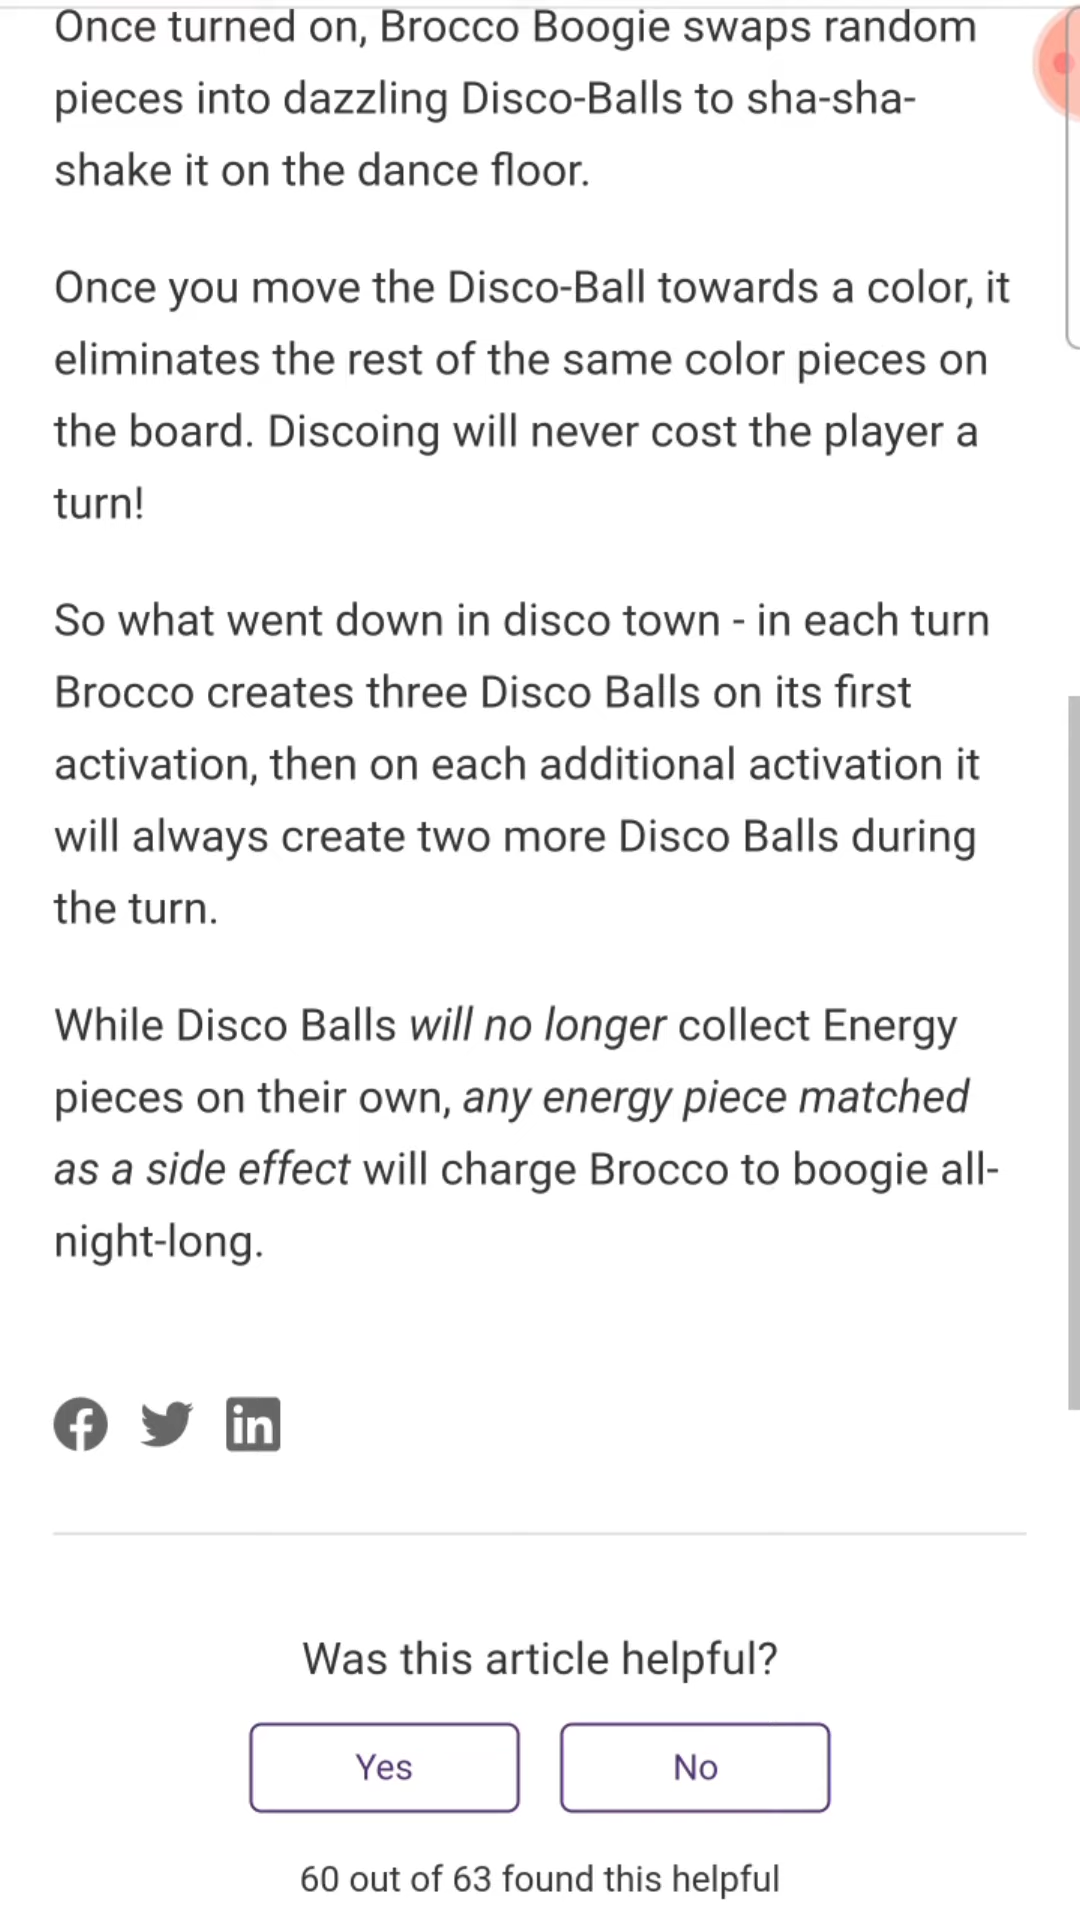 Once turned on, Brocco Boogie swaps random
pieces into dazzling Disco-Balls to sha-sha-
shake it on the dance floor.
Once you move the Disco-Ball towards a color, it
eliminates the rest of the same color pieces on
the board. Discoing will never cost the player a
turn!
So what went down in disco town - in each turn
Brocco creates three Disco Balls on its first
activation, then on each additional activation it
will always create two more Disco Balls during
the turn.
While Disco Balls will no longer collect Energy
pieces on their own, any energy piece matched
as a side effect will charge Brocco to boogie all-
night-long.
Was this article helpful?
Yes No
60 out of 63 found this helpful